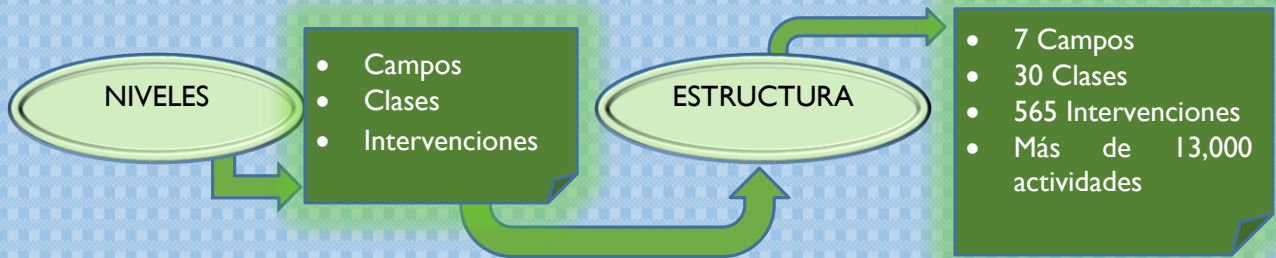 NIVELES
• Campos
• Clases
• Intervenciones
ESTRUCTURA
• 7 Campos
• 30 Clases
• 565 Intervenciones
• Más de 13,000
actividades